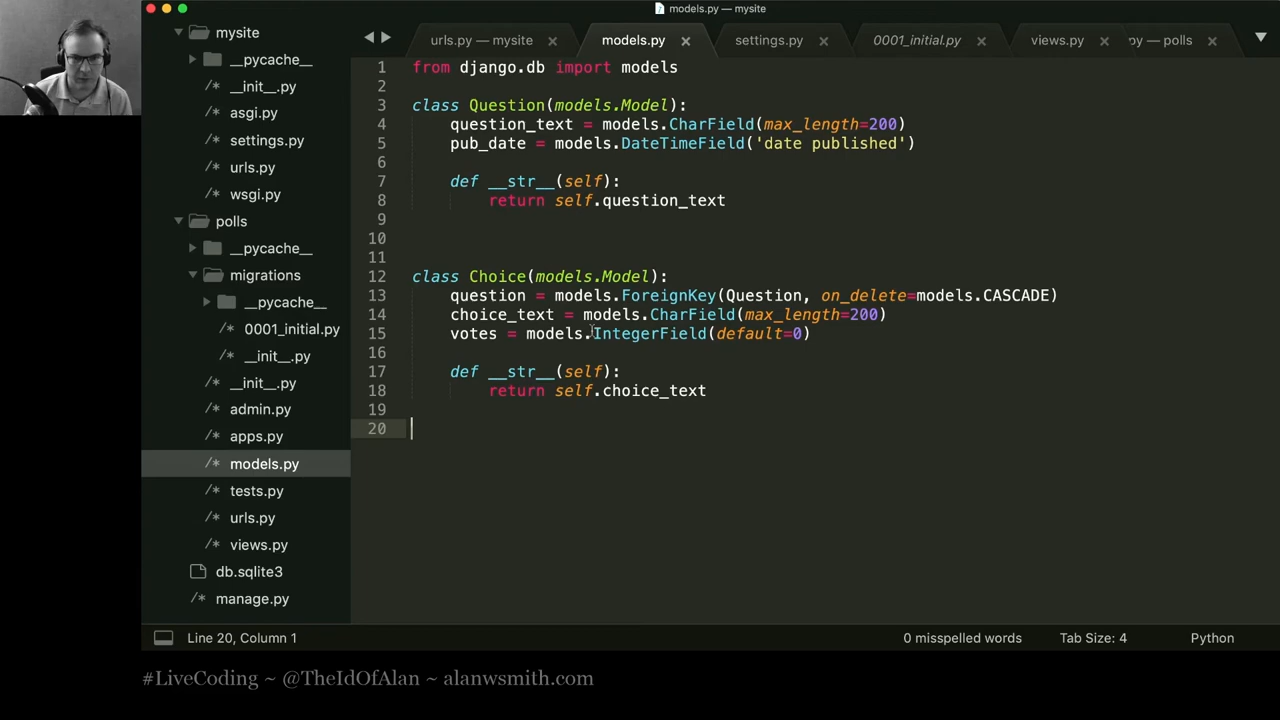 models.py — mysite
mysite
__pycache__
/* __init__.py
/* asgi.py
/* settings.py
/* urls.py
/* wsgi.py
polls
__pycache__
migrations
__pycache__
/* 0001_initial.py
/* __init__.py
/* __init__.py
/* admin.py
/* apps.py
/* models.py
/* tests.py
/* urls.py
/* views.py
db.sqlite3
/* manage.py
urls.py — mysite
models.py
settings.py
0001_initial.py
views.py
py — polls
1 from django.db import models
2
3 class Question(models.Model):
4 question_text = models.CharField(max_length=200)
5 pub_date = models.DateTimeField('date published')
6
7 def __str__(self):
8 return self.question_text
9
10
11
12 class Choice(models.Model):
13 question = models.ForeignKey(Question, on_delete=models.CASCADE)
14 choice_text = models.CharField(max_length=200)
15 votes = models.IntegerField(default=0)
16
17 def __str__(self):
18 return self.choice_text
19
20
Line 20, Column 1
0 misspelled words
Tab Size: 4
Python
#LiveCoding ~ @TheIdOfAlan ~ alanwsmith.com